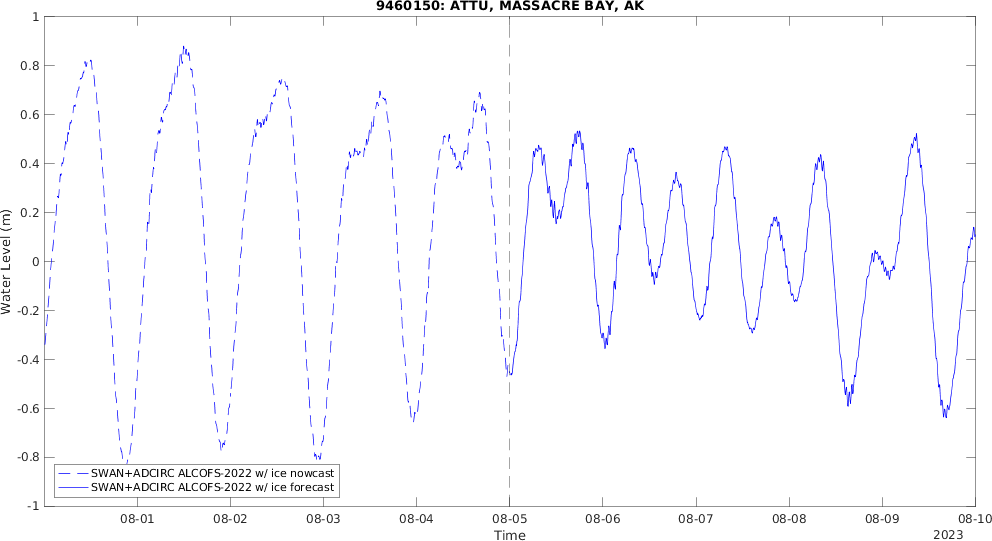 9460150: ATTU, MASSACRE BAY, AK
1
0.8
0.6
0.4
0.2
0
-0.2
-0.4
-0.6
-0.8
-1
Water Level (m)
SWAN+ADCIRC ALCOFS-2022 w/ ice nowcast
SWAN+ADCIRC ALCOFS-2022 w/ ice forecast
08-01 08-02 08-03 08-04 08-05 08-06 08-07 08-08 08-09 08-10
Time
2023